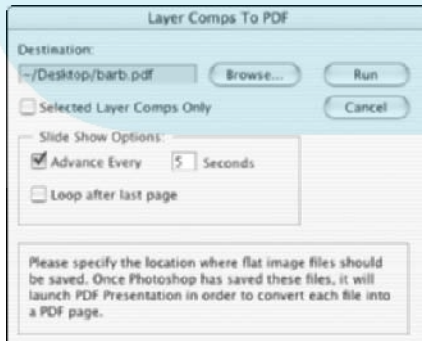 Layer Comps To PDF
Destination:
~/Desktop/barb.pdf Browse... Run
Selected Layer Comps Only Cancel
Slide Show Options:
Advance Every 5 Seconds
Loop after last page
Please specify the location where flat image files should
be saved. Once Photoshop has saved these files, it will
launch PDF Presentation in order to convert each file into
a PDF page.